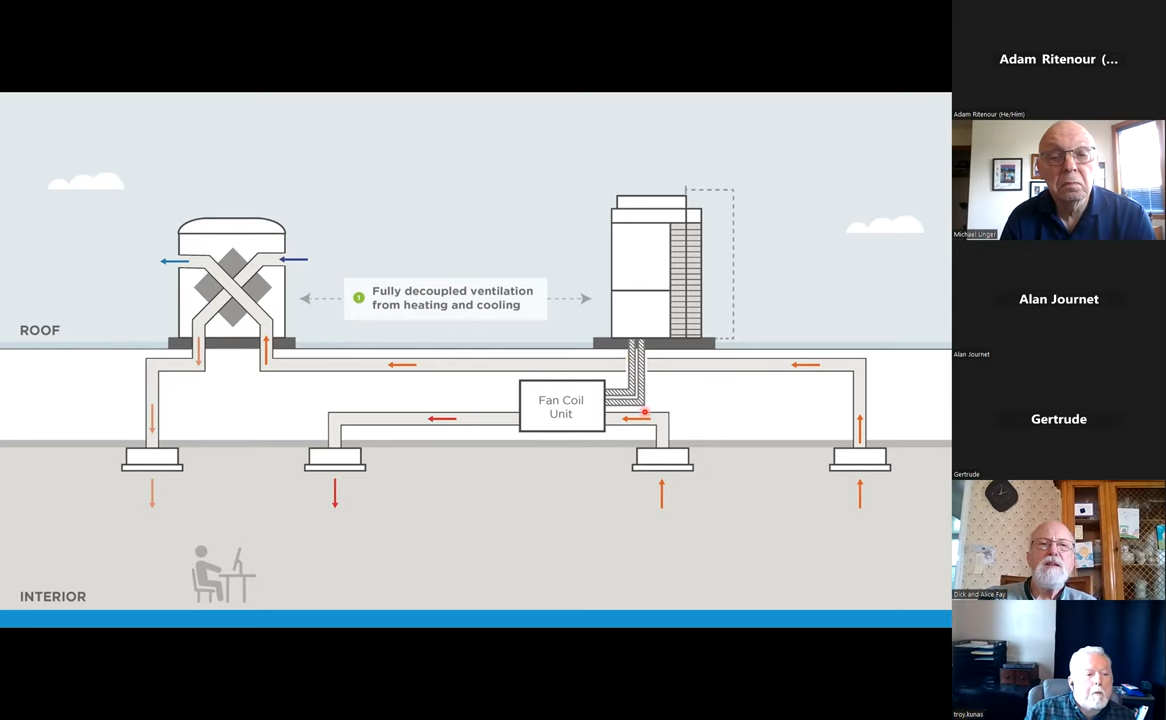 1 Fully decoupled ventilation
from heating and cooling
ROOF
Fan Coil
Unit
INTERIOR
Adam Ritenour (...
Adam Ritenour (He/Him)
Michael Unger
Alan Journet
Alan Journet
Gertrude
Gertrude
Dick and Alice Fay
troy.kunas